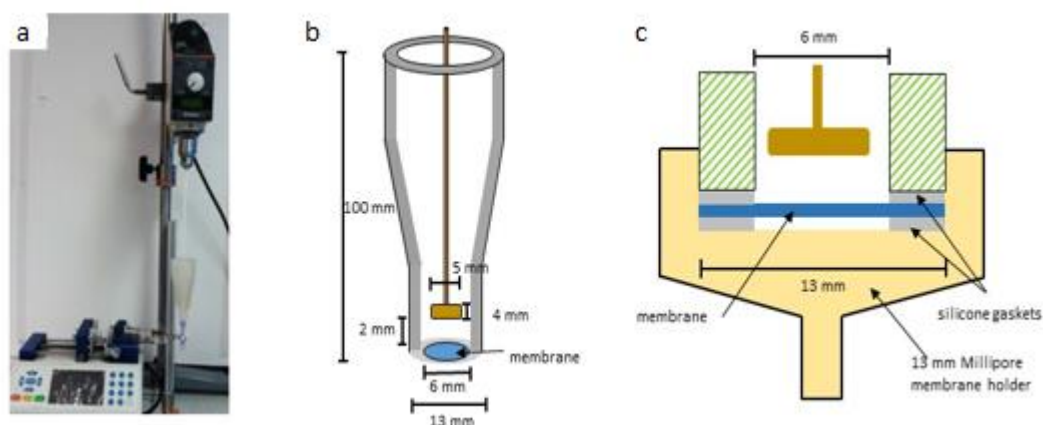 a
b
c
6 mm
100 mm
5 mm
4 mm
2 mm
membrane
6 mm
13 mm
13 mm
membrane
silicone gaskets
13 mm Millipore
membrane holder